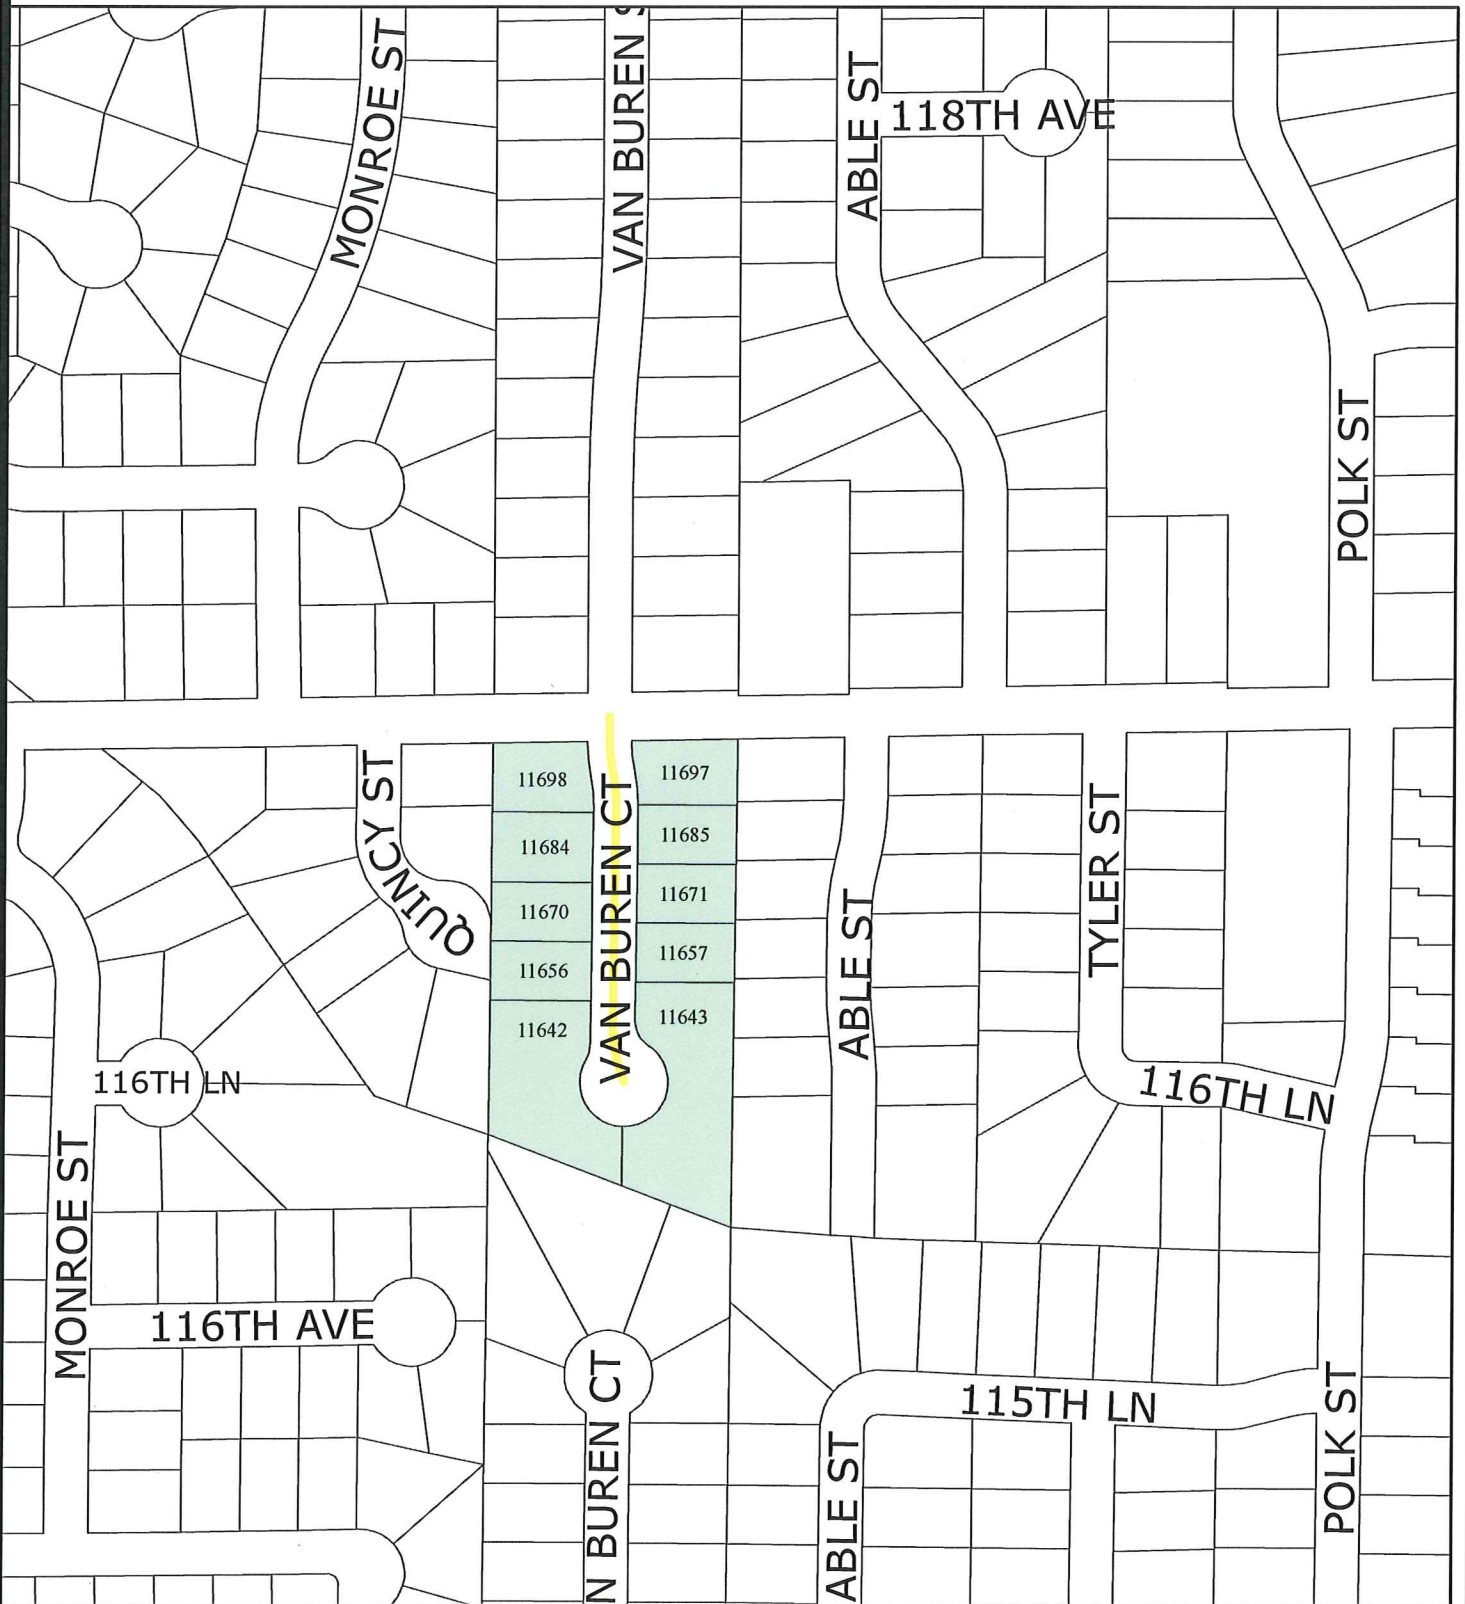 MONROE ST
VAN BUREN S
ABLE ST
118TH AVE
POLK ST
QUINCY ST
11698
11697
11684
11685
11670
11671
11656
11657
11642
11643
VAN BUREN CT
ABLE ST
TYLER ST
116TH LN
116TH LN
MONROE ST
116TH AVE
N BUREN CT
115TH LN
ABLE ST
POLK ST